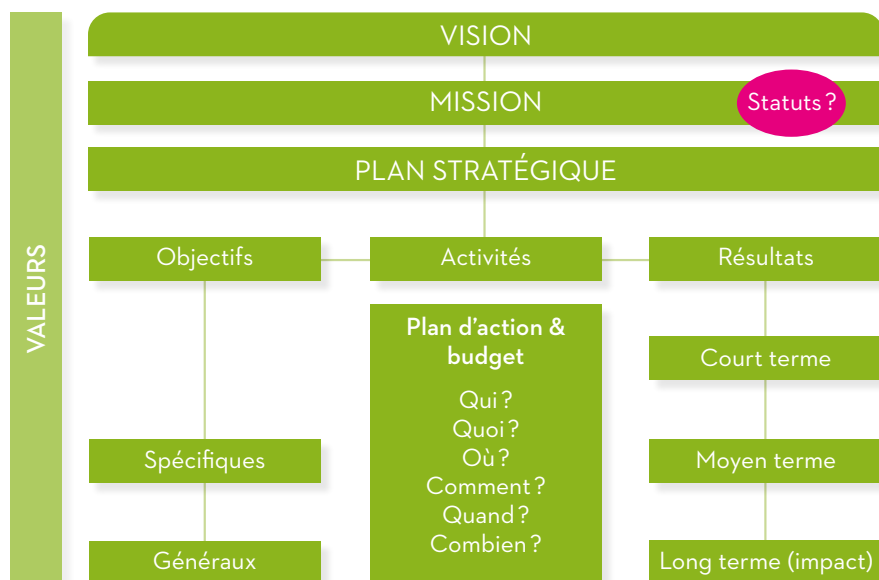 VALEURS
VISION
MISSION
Statuts ?
PLAN STRATÉGIQUE
Objectifs
Activités
Résultats
Plan d’action &
budget
Qui ?
Quoi ?
Où ?
Comment ?
Quand ?
Combien ?
Spécifiques
Généraux
Court terme
Moyen terme
Long terme (impact)